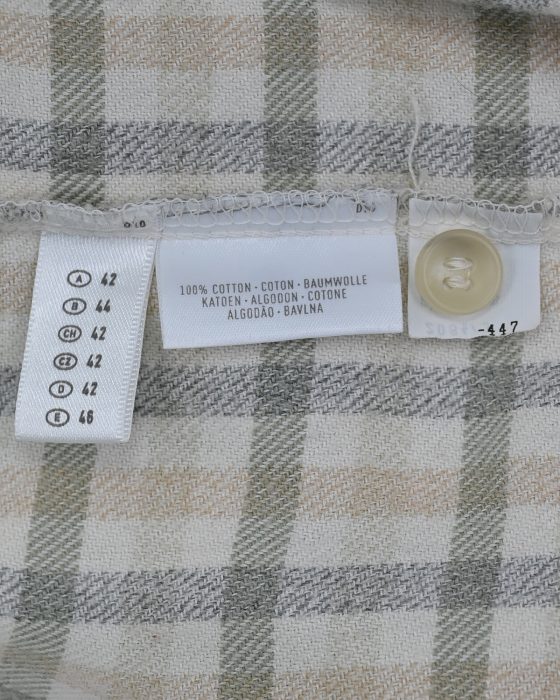 A 42
B 44
CH 42
CZ 42
D 42
E 46
100% COTTON · COTON · BAUMWOLLE
KATOEN · ALGODON · COTONE
ALGODÃO · BAVLNA
-447